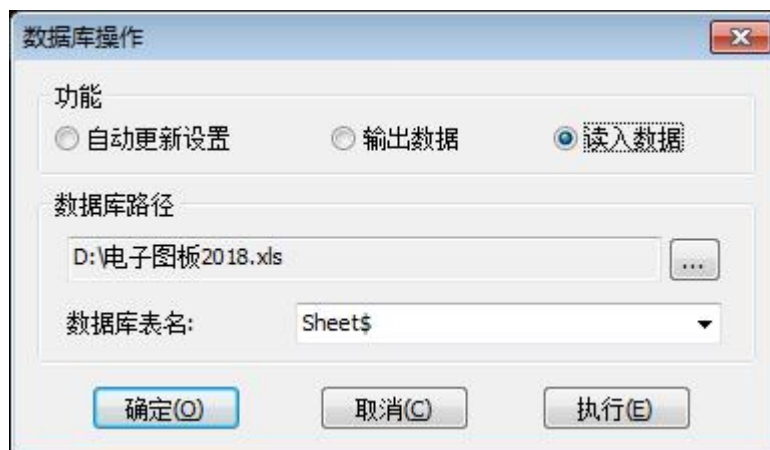 数据库操作
功能
自动更新设置 输出数据 读入数据
数据库路径
D:\电子图板2018.xls ...
数据库表名: Sheet$
确定(O) 取消(C) 执行(E)